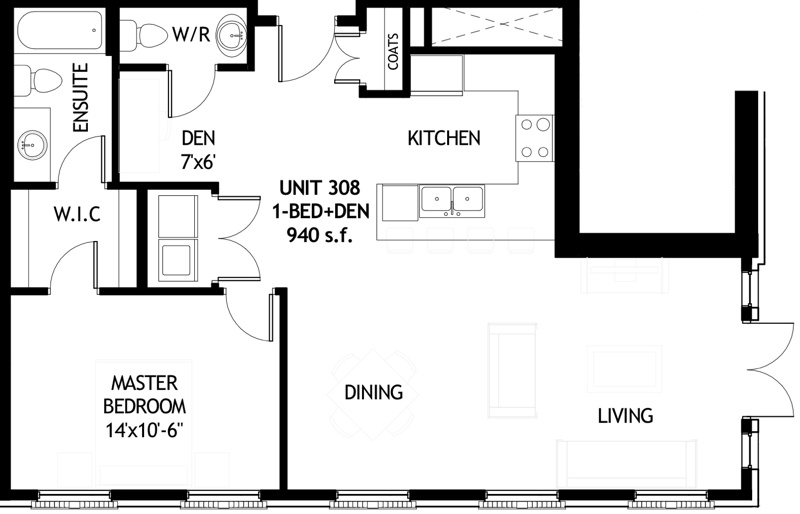 W/R
COATS
ENSUITE
DEN
7'x6'
KITCHEN
UNIT 308
1-BED+DEN
940 s.f.
W.I.C
MASTER
BEDROOM
14'x10'-6"
DINING
LIVING